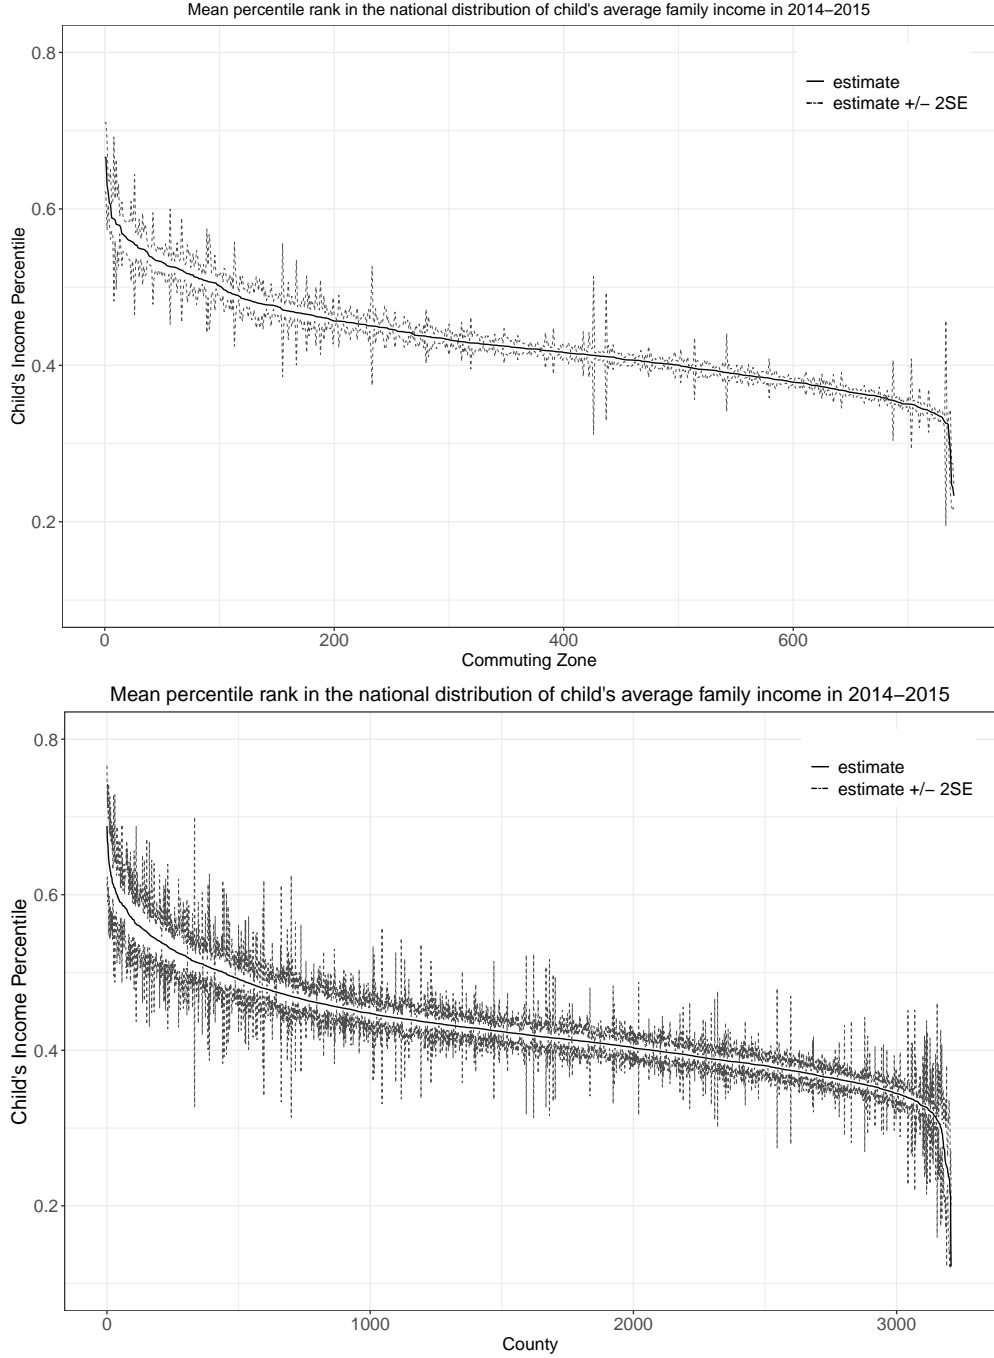 Mean percentile rank in the national distribution of child's average family income in 2014−2015
0.8
0.6
0.4
0.2
Child's Income Percentile
estimate
estimate +/− 2SE
0
200
400
600
Commuting Zone
Mean percentile rank in the national distribution of child's average family income in 2014−2015
0.8
0.6
0.4
0.2
Child's Income Percentile
estimate
estimate +/− 2SE
0
1000
2000
3000
County